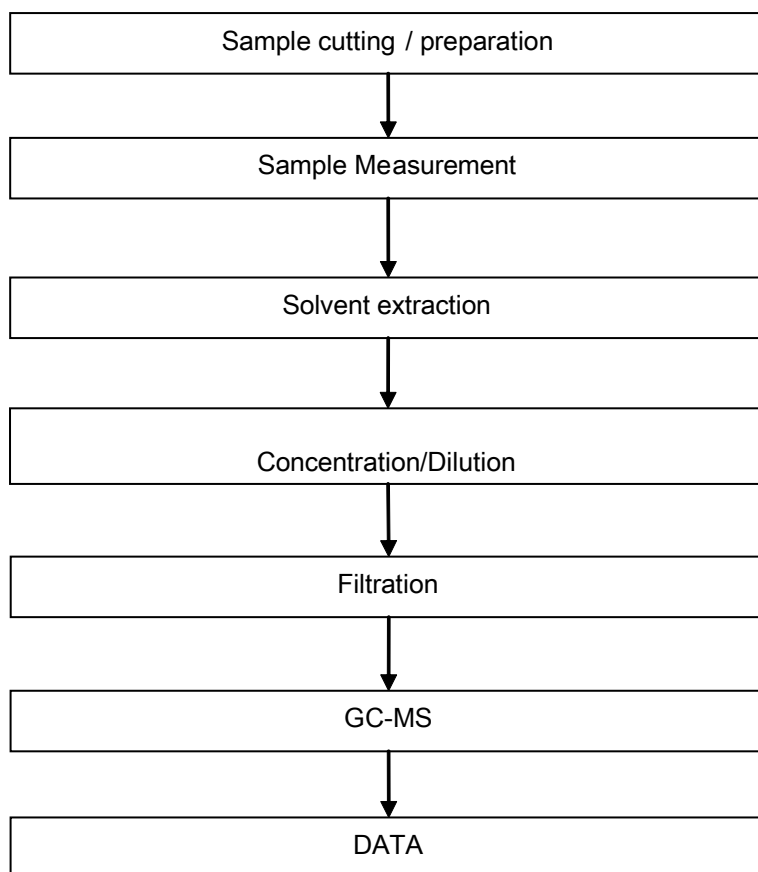 Sample cutting / preparation
Sample Measurement
Solvent extraction
Concentration/Dilution
Filtration
GC-MS
DATA